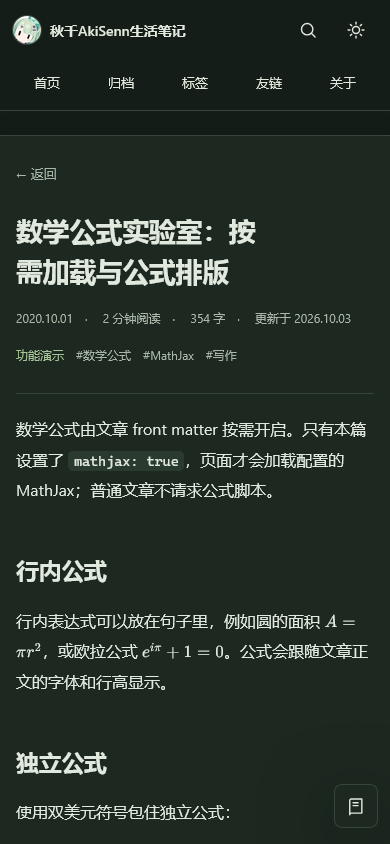 秋千AkiSenn生活笔记
首页 归档 标签 友链 关于
← 返回
数学公式实验室：按
需加载与公式排版
2020.10.01 · 2 分钟阅读 · 354 字 · 更新于 2026.10.03
功能演示 #数学公式 #MathJax #写作
数学公式由文章 front matter 按需开启。只有本篇
设置了 mathjax: true，页面才会加载配置的
MathJax；普通文章不请求公式脚本。
行内公式
行内表达式可以放在句子里，例如圆的面积 A =
πr²，或欧拉公式 e^{iπ} + 1 = 0。公式会跟随文章正
文的字体和行高显示。
独立公式
使用双美元符号包住独立公式：